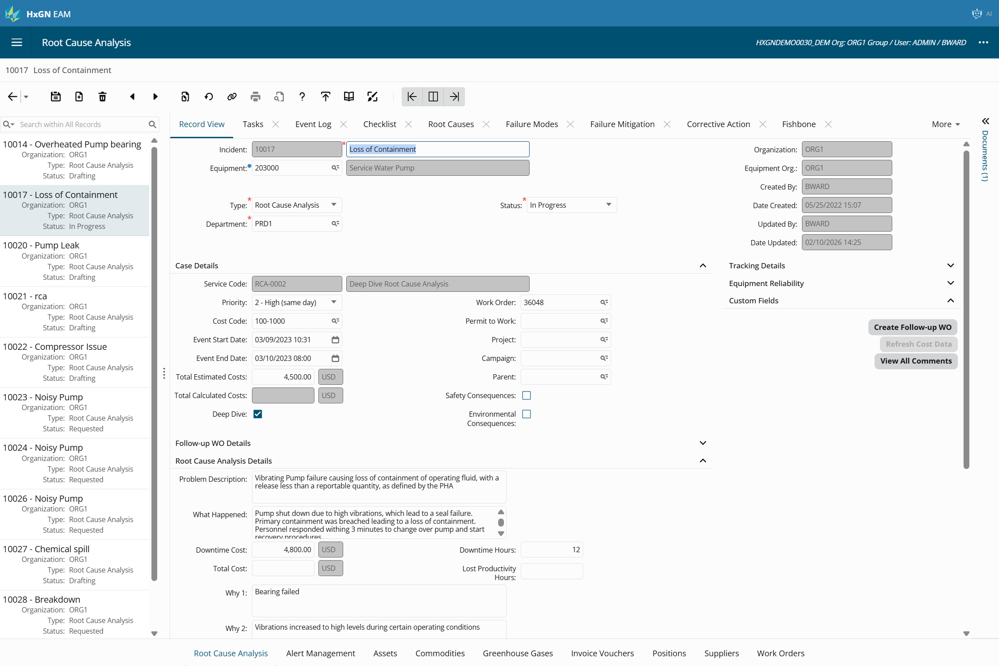 HxGN EAM
AI
Root Cause Analysis
HXGNDEMO0030_DEM Org: ORG1 Group / User: ADMIN / BWARD
10017 Loss of Containment
Search within All Records
10014 - Overheated Pump bearing
Organization: ORG1
Type: Root Cause Analysis
Status: Drafting
10017 - Loss of Containment
Organization: ORG1
Type: Root Cause Analysis
Status: In Progress
10020 - Pump Leak
Organization: ORG1
Type: Root Cause Analysis
Status: Drafting
10021 - rca
Organization: ORG1
Type: Root Cause Analysis
Status: Drafting
10022 - Compressor Issue
Organization: ORG1
Type: Root Cause Analysis
Status: Drafting
10023 - Noisy Pump
Organization: ORG1
Type: Root Cause Analysis
Status: Requested
10024 - Noisy Pump
Organization: ORG1
Type: Root Cause Analysis
Status: Requested
10026 - Noisy Pump
Organization: ORG1
Type: Root Cause Analysis
Status: Requested
10027 - Chemical spill
Organization: ORG1
Type: Root Cause Analysis
Status: Drafting
10028 - Breakdown
Organization: ORG1
Type: Root Cause Analysis
Status: Requested
Record View Tasks Event Log Checklist Root Causes Failure Modes Failure Mitigation Corrective Action Fishbone More
Incident: 10017 * Loss of Containment
Equipment: 203000 Service Water Pump
Type: * Root Cause Analysis Status: * In Progress
Department: * PRD1
Case Details
Service Code: RCA-0002 Deep Dive Root Cause Analysis
Priority: 2 - High (same day) Work Order: 36048
Cost Code: 100-1000 Permit to Work:
Event Start Date: 03/09/2023 10:31 Project:
Event End Date: 03/10/2023 08:00 Campaign:
Total Estimated Costs: 4,500.00 USD Parent:
Total Calculated Costs: USD Safety Consequences:
Deep Dive: Environmental
Consequences:
Follow-up WO Details
Root Cause Analysis Details
Problem Description: Vibrating Pump failure causing loss of containment of operating fluid, with a
release less than a reportable quantity, as defined by the PHA
What Happened: Pump shut down due to high vibrations, which lead to a seal failure.
Primary containment was breached leading to a loss of containment.
Personnel responded withing 3 minutes to change over pump and start
recovery procedures
Downtime Cost: 4,800.00 USD Downtime Hours: 12
Total Cost: USD Lost Productivity
Hours:
Why 1: Bearing failed
Why 2: Vibrations increased to high levels during certain operating conditions
Organization: ORG1
Equipment Org.: ORG1
Created By: BWARD
Date Created: 05/25/2022 15:07
Updated By: BWARD
Date Updated: 02/10/2026 14:25
Tracking Details
Equipment Reliability
Custom Fields
Create Follow-up WO
Refresh Cost Data
View All Comments
Documents (1)
Root Cause Analysis Alert Management Assets Commodities Greenhouse Gases Invoice Vouchers Positions Suppliers Work Orders